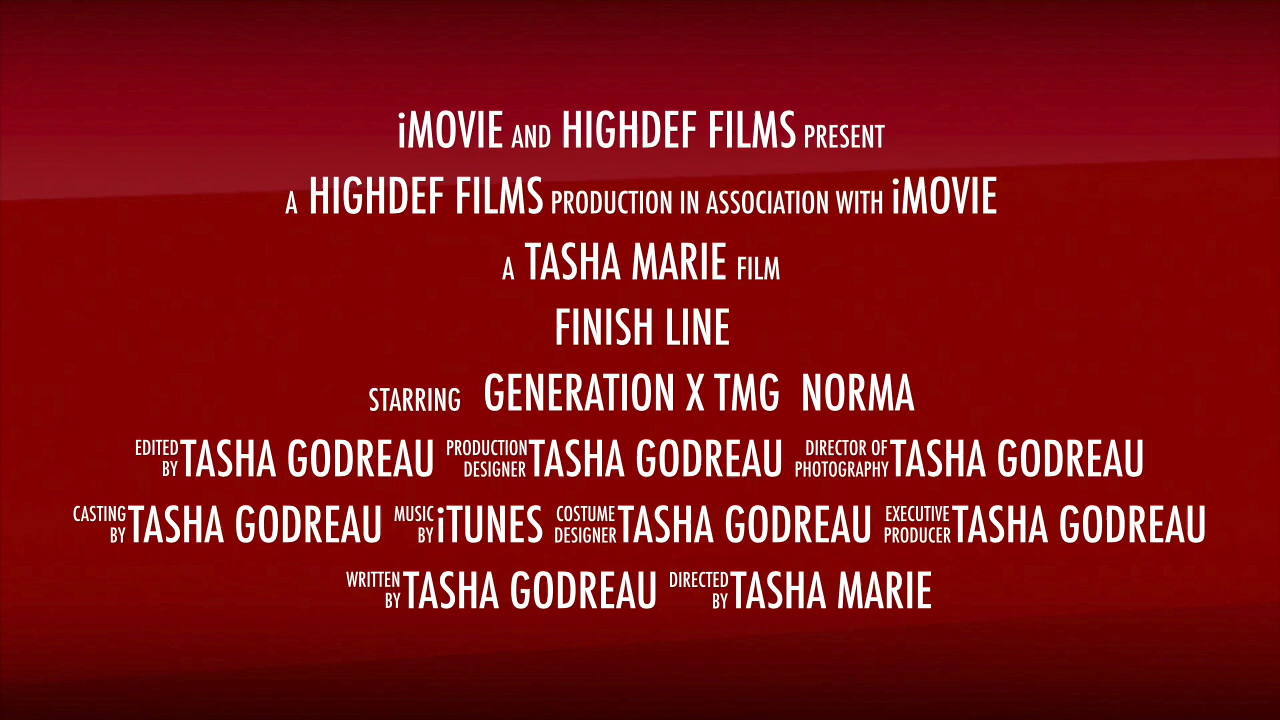 iMOVIE AND HIGHDEF FILMS PRESENT
A HIGHDEF FILMS PRODUCTION IN ASSOCIATION WITH iMOVIE
A TASHA MARIE FILM
FINISH LINE
STARRING GENERATION X TMG NORMA
EDITED BY TASHA GODREAU PRODUCTION DESIGNER TASHA GODREAU DIRECTOR OF PHOTOGRAPHY TASHA GODREAU
CASTING BY TASHA GODREAU MUSIC BY iTUNES COSTUME DESIGNER TASHA GODREAU EXECUTIVE PRODUCER TASHA GODREAU
WRITTEN BY TASHA GODREAU DIRECTED BY TASHA MARIE